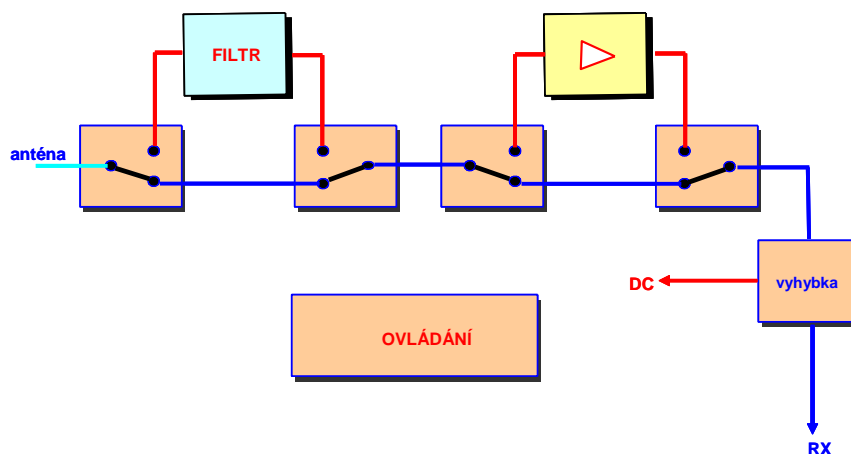 FILTR
anténa
DC
vyhybka
OVLÁDÁNÍ
RX